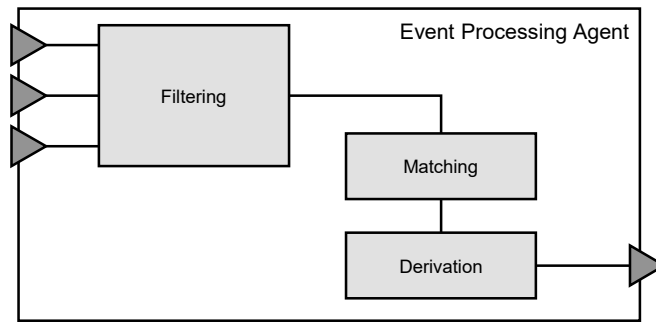 Event Processing Agent
Filtering
Matching
Derivation